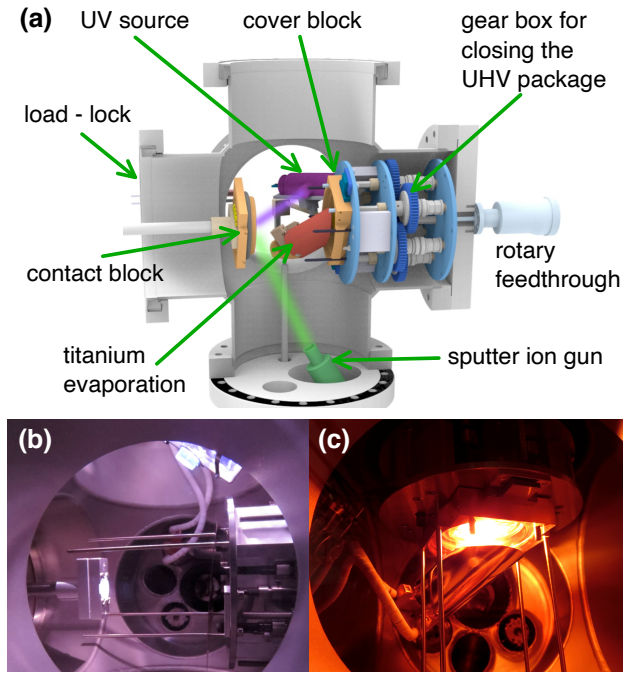 (a)
UV source
cover block
gear box for
closing the
UHV package
load - lock
contact block
rotary
feedthrough
titanium
evaporation
sputter ion gun
(b)
(c)